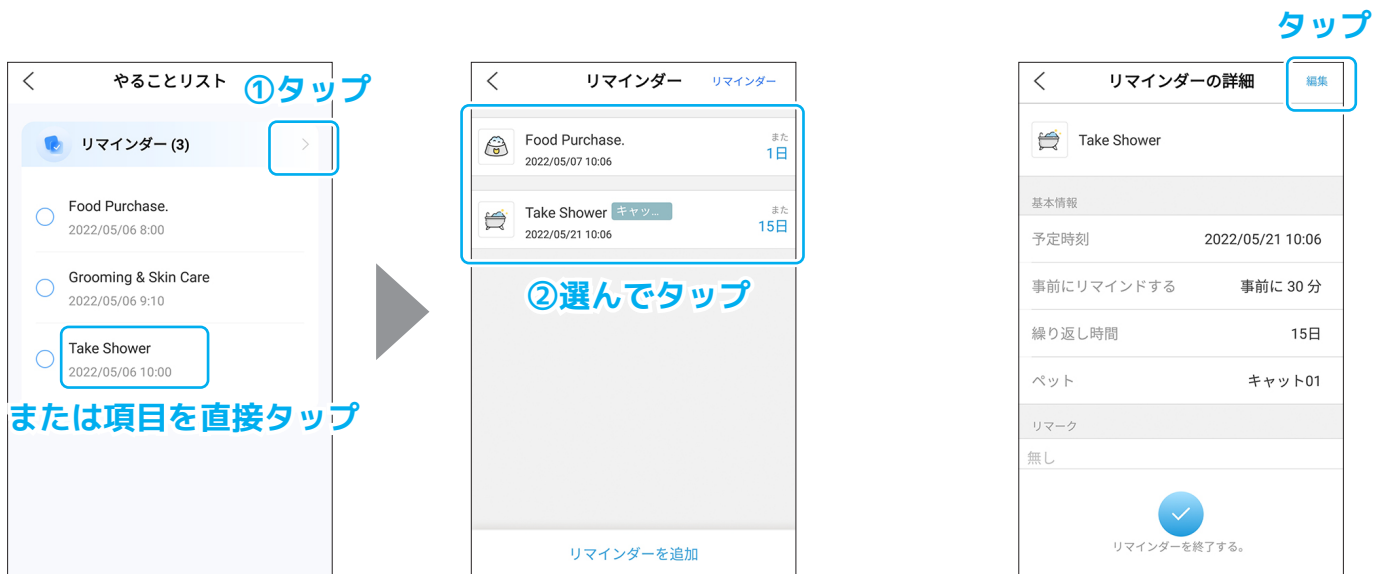 タップ
やることリスト
①タップ
リマインダー (3)
Food Purchase.
2022/05/06 8:00
Grooming & Skin Care
2022/05/06 9:10
Take Shower
2022/05/06 10:00
または項目を直接タップ
リマインダー
リマインダー
Food Purchase.
2022/05/07 10:06
また
1日
Take Shower
キャッ...
2022/05/21 10:06
また
15日
②選んでタップ
リマインダーを追加
リマインダーの詳細
編集
Take Shower
基本情報
予定時刻 2022/05/21 10:06
事前にリマインドする 事前に 30 分
繰り返し時間 15日
ペット キャット01
リマーク
無し
リマインダーを終了する。